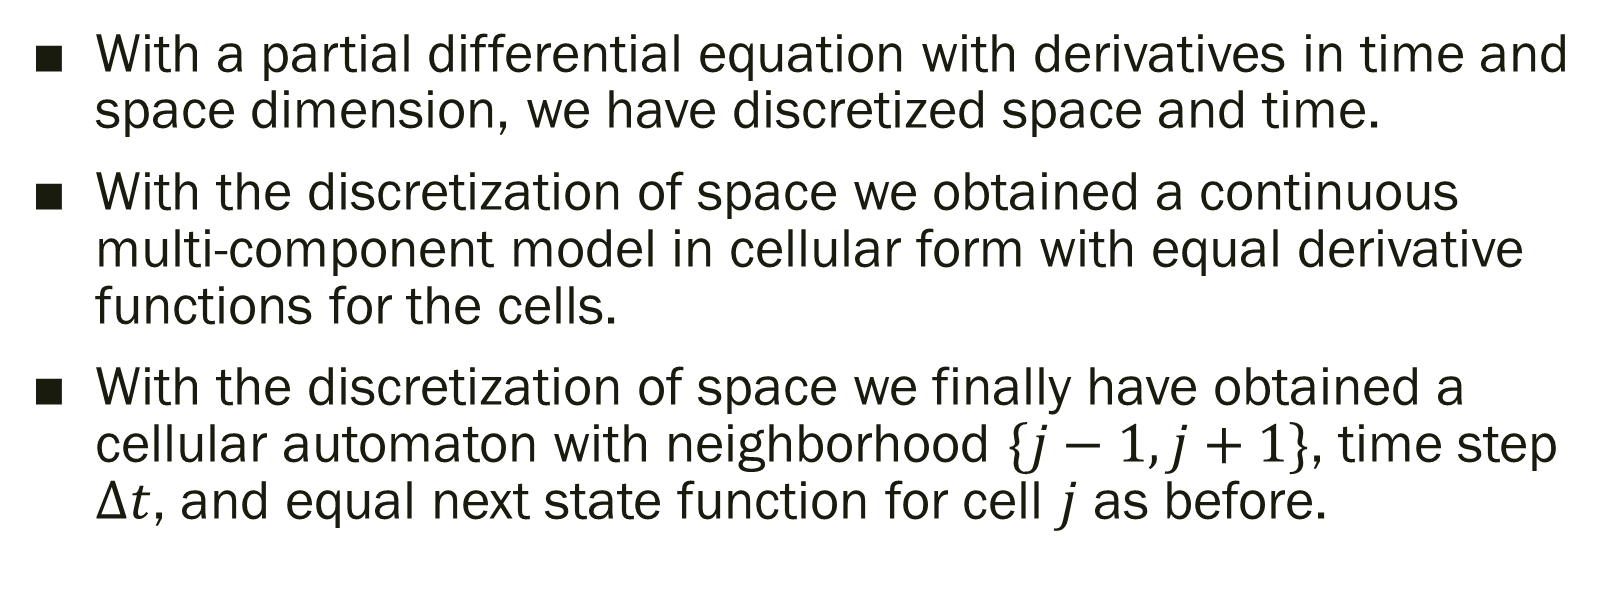 ■ With a partial differential equation with derivatives in time and
space dimension, we have discretized space and time.
■ With the discretization of space we obtained a continuous
multi-component model in cellular form with equal derivative
functions for the cells.
■ With the discretization of space we finally have obtained a
cellular automaton with neighborhood {j − 1, j + 1}, time step
Δt, and equal next state function for cell j as before.